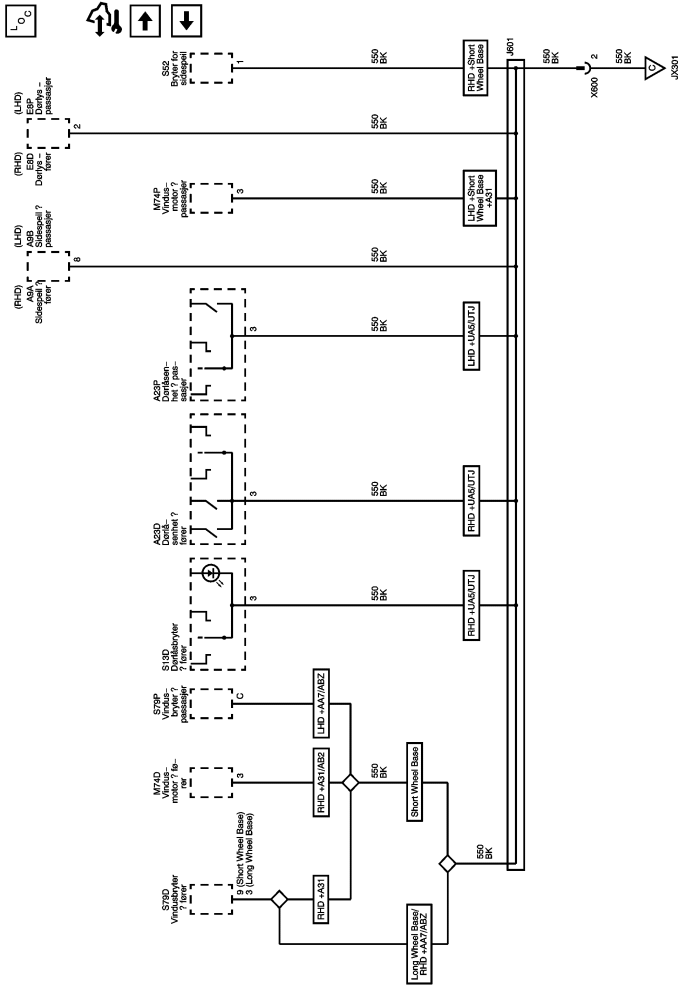 LOC
S79D
Vindusbryter
? fører
9 (Short Wheel Base)
3 (Long Wheel Base)
RHD +A31
Long Wheel Base/
RHD +AA7/ABZ
M74D
Vindus–
motor ? fø–
rer
3
RHD +A31/AB2
550
BK
Short Wheel Base
550
BK
S79P
Vindus–
bryter ?
passasjer
C
LHD +AA7/ABZ
S13D
Dørlåsbryter
? fører
3
550
BK
RHD +UA5/UTJ
A23D
Dørlå–
senhet ?
fører
3
550
BK
RHD +UA5/UTJ
A23P
Dørlåsen–
het ? pas–
sasjer
3
550
BK
LHD +UA5/UTJ
(RHD)
A9A
Sidespeil ?
fører
(LHD)
A9B
Sidespeil ?
passasjer
8
550
BK
M74P
Vindus–
motor ?
passasjer
3
550
BK
LHD +Short
Wheel Base
+A31
(RHD)
E8D
Dørlys –
fører
(LHD)
E8P
Dørlys –
passasjer
2
550
BK
S52
Bryter for
sidespeil
1
550
BK
RHD +Short
Wheel Base
J601
550
BK
2
X600
550
BK
C
JX301